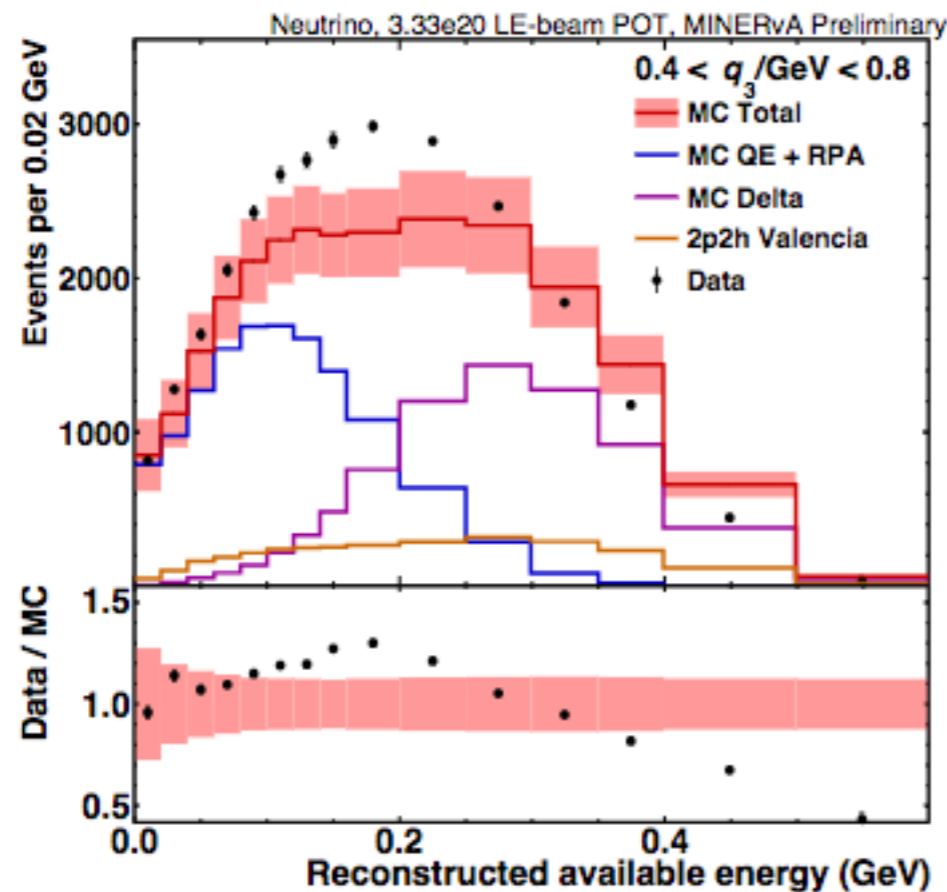 Neutrino, 3.33e20 LE-beam POT, MINERvA Preliminary
Events per 0.02 GeV
3000
2000
1000
0.4 < q₃/GeV < 0.8
MC Total
MC QE + RPA
MC Delta
2p2h Valencia
Data
Data / MC
1.5
1.0
0.5
0.0 0.2 0.4
Reconstructed available energy (GeV)